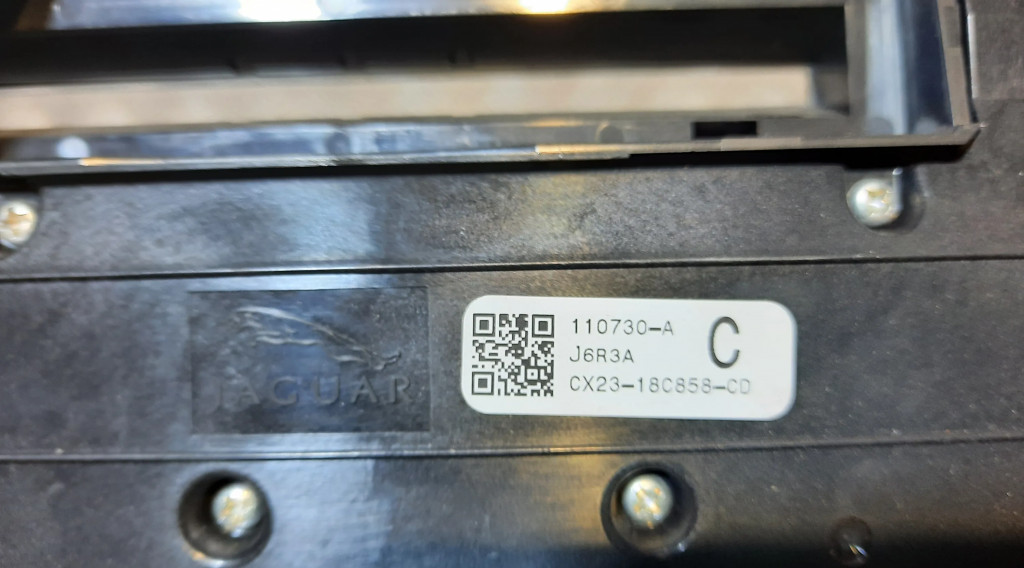 JAGUAR
110730-A
C
J6R3A
CX23-18C858-CD